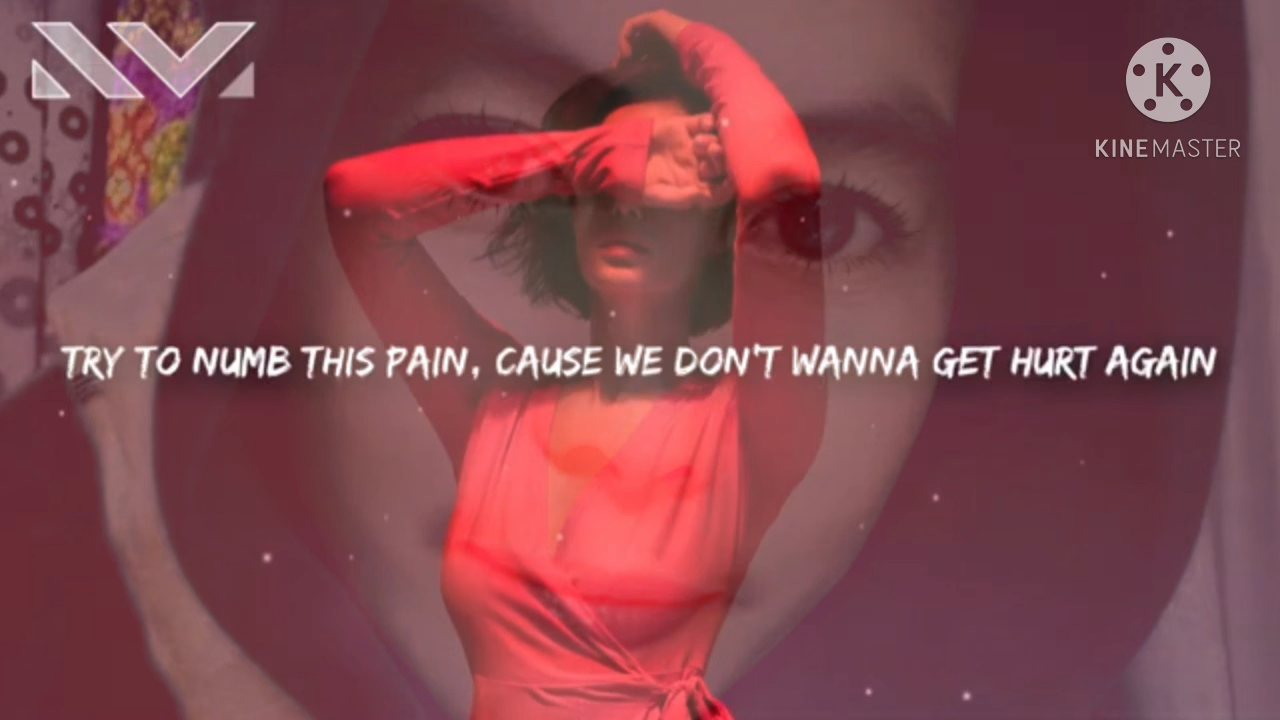 K
KINEMASTER
TRY TO NUMB THIS PAIN, CAUSE WE DON'T WANNA GET HURT AGAIN